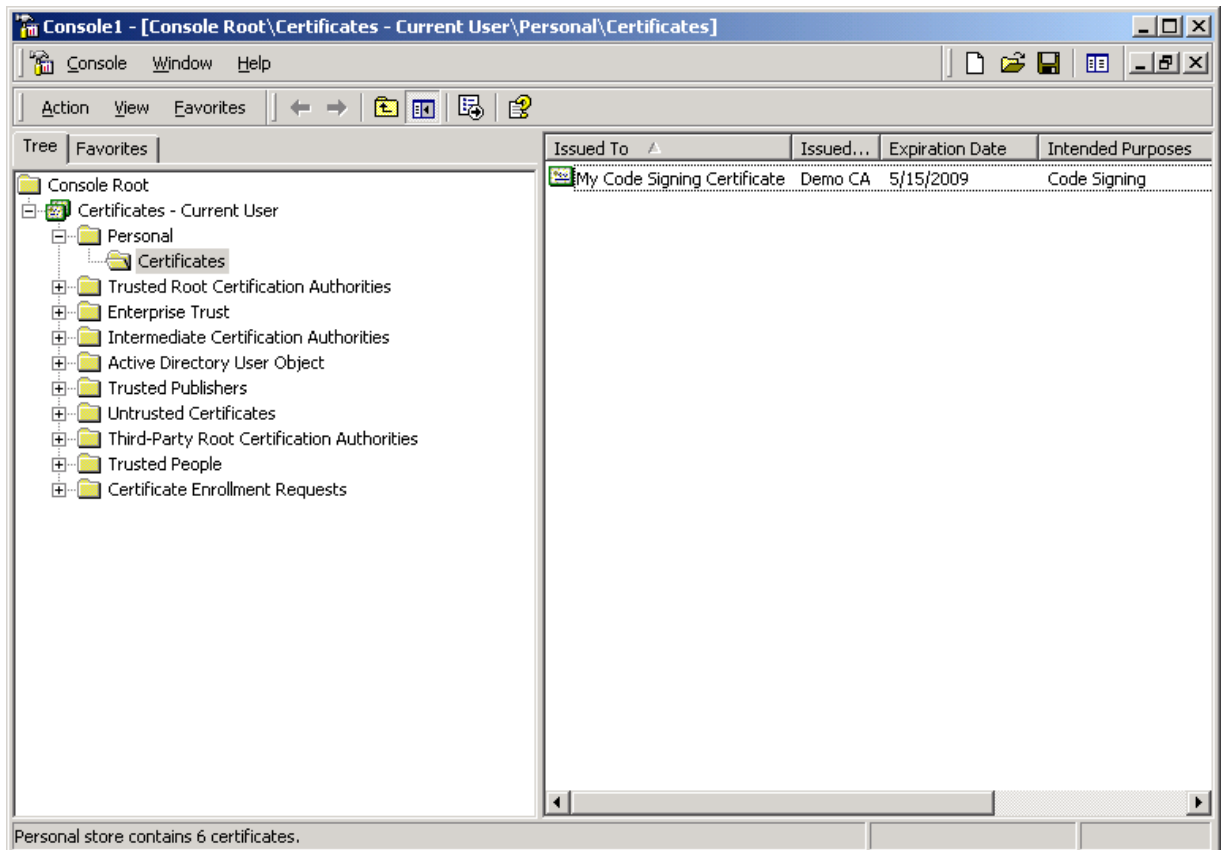 Console1 - [Console Root\Certificates - Current User\Personal\Certificates]
Console Window Help
Action View Favorites
Tree Favorites
Console Root
Certificates - Current User
Personal
Certificates
Trusted Root Certification Authorities
Enterprise Trust
Intermediate Certification Authorities
Active Directory User Object
Trusted Publishers
Untrusted Certificates
Third-Party Root Certification Authorities
Trusted People
Certificate Enrollment Requests
Issued To Issued... Expiration Date Intended Purposes
My Code Signing Certificate Demo CA 5/15/2009 Code Signing
Personal store contains 6 certificates.